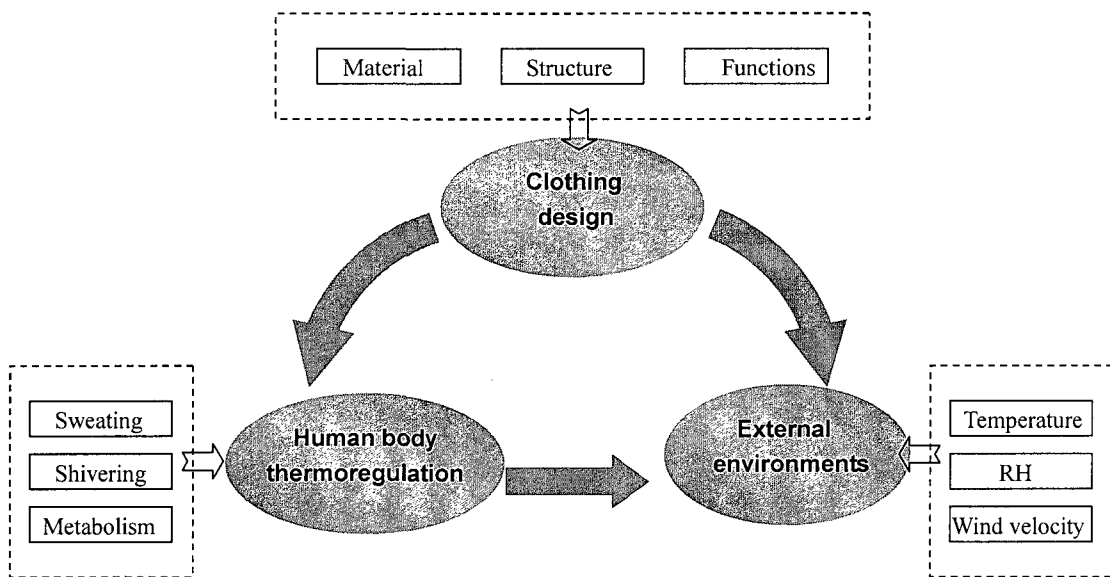 Material
Structure
Functions
Clothing
design
Sweating
Shivering
Metabolism
Human body
thermoregulation
External
environments
Temperature
RH
Wind velocity